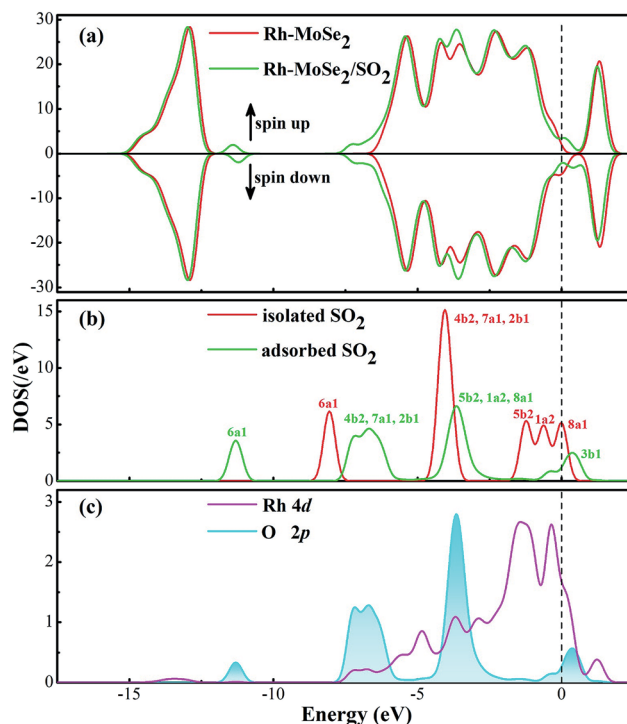 (a)
Rh-MoSe2
Rh-MoSe2/SO2
spin up
spin down
30
20
10
0
-10
-20
-30
(b)
isolated SO2
adsorbed SO2
4b2, 7a1, 2b1
15
10
5
0
6a1
6a1
4b2, 7a1, 2b1
5b2, 1a2, 8a1
5b2
1a2
8a1
3b1
DOS(/eV)
(c)
Rh 4d
O 2p
3
2
1
0
-15 -10 -5 0
Energy (eV)